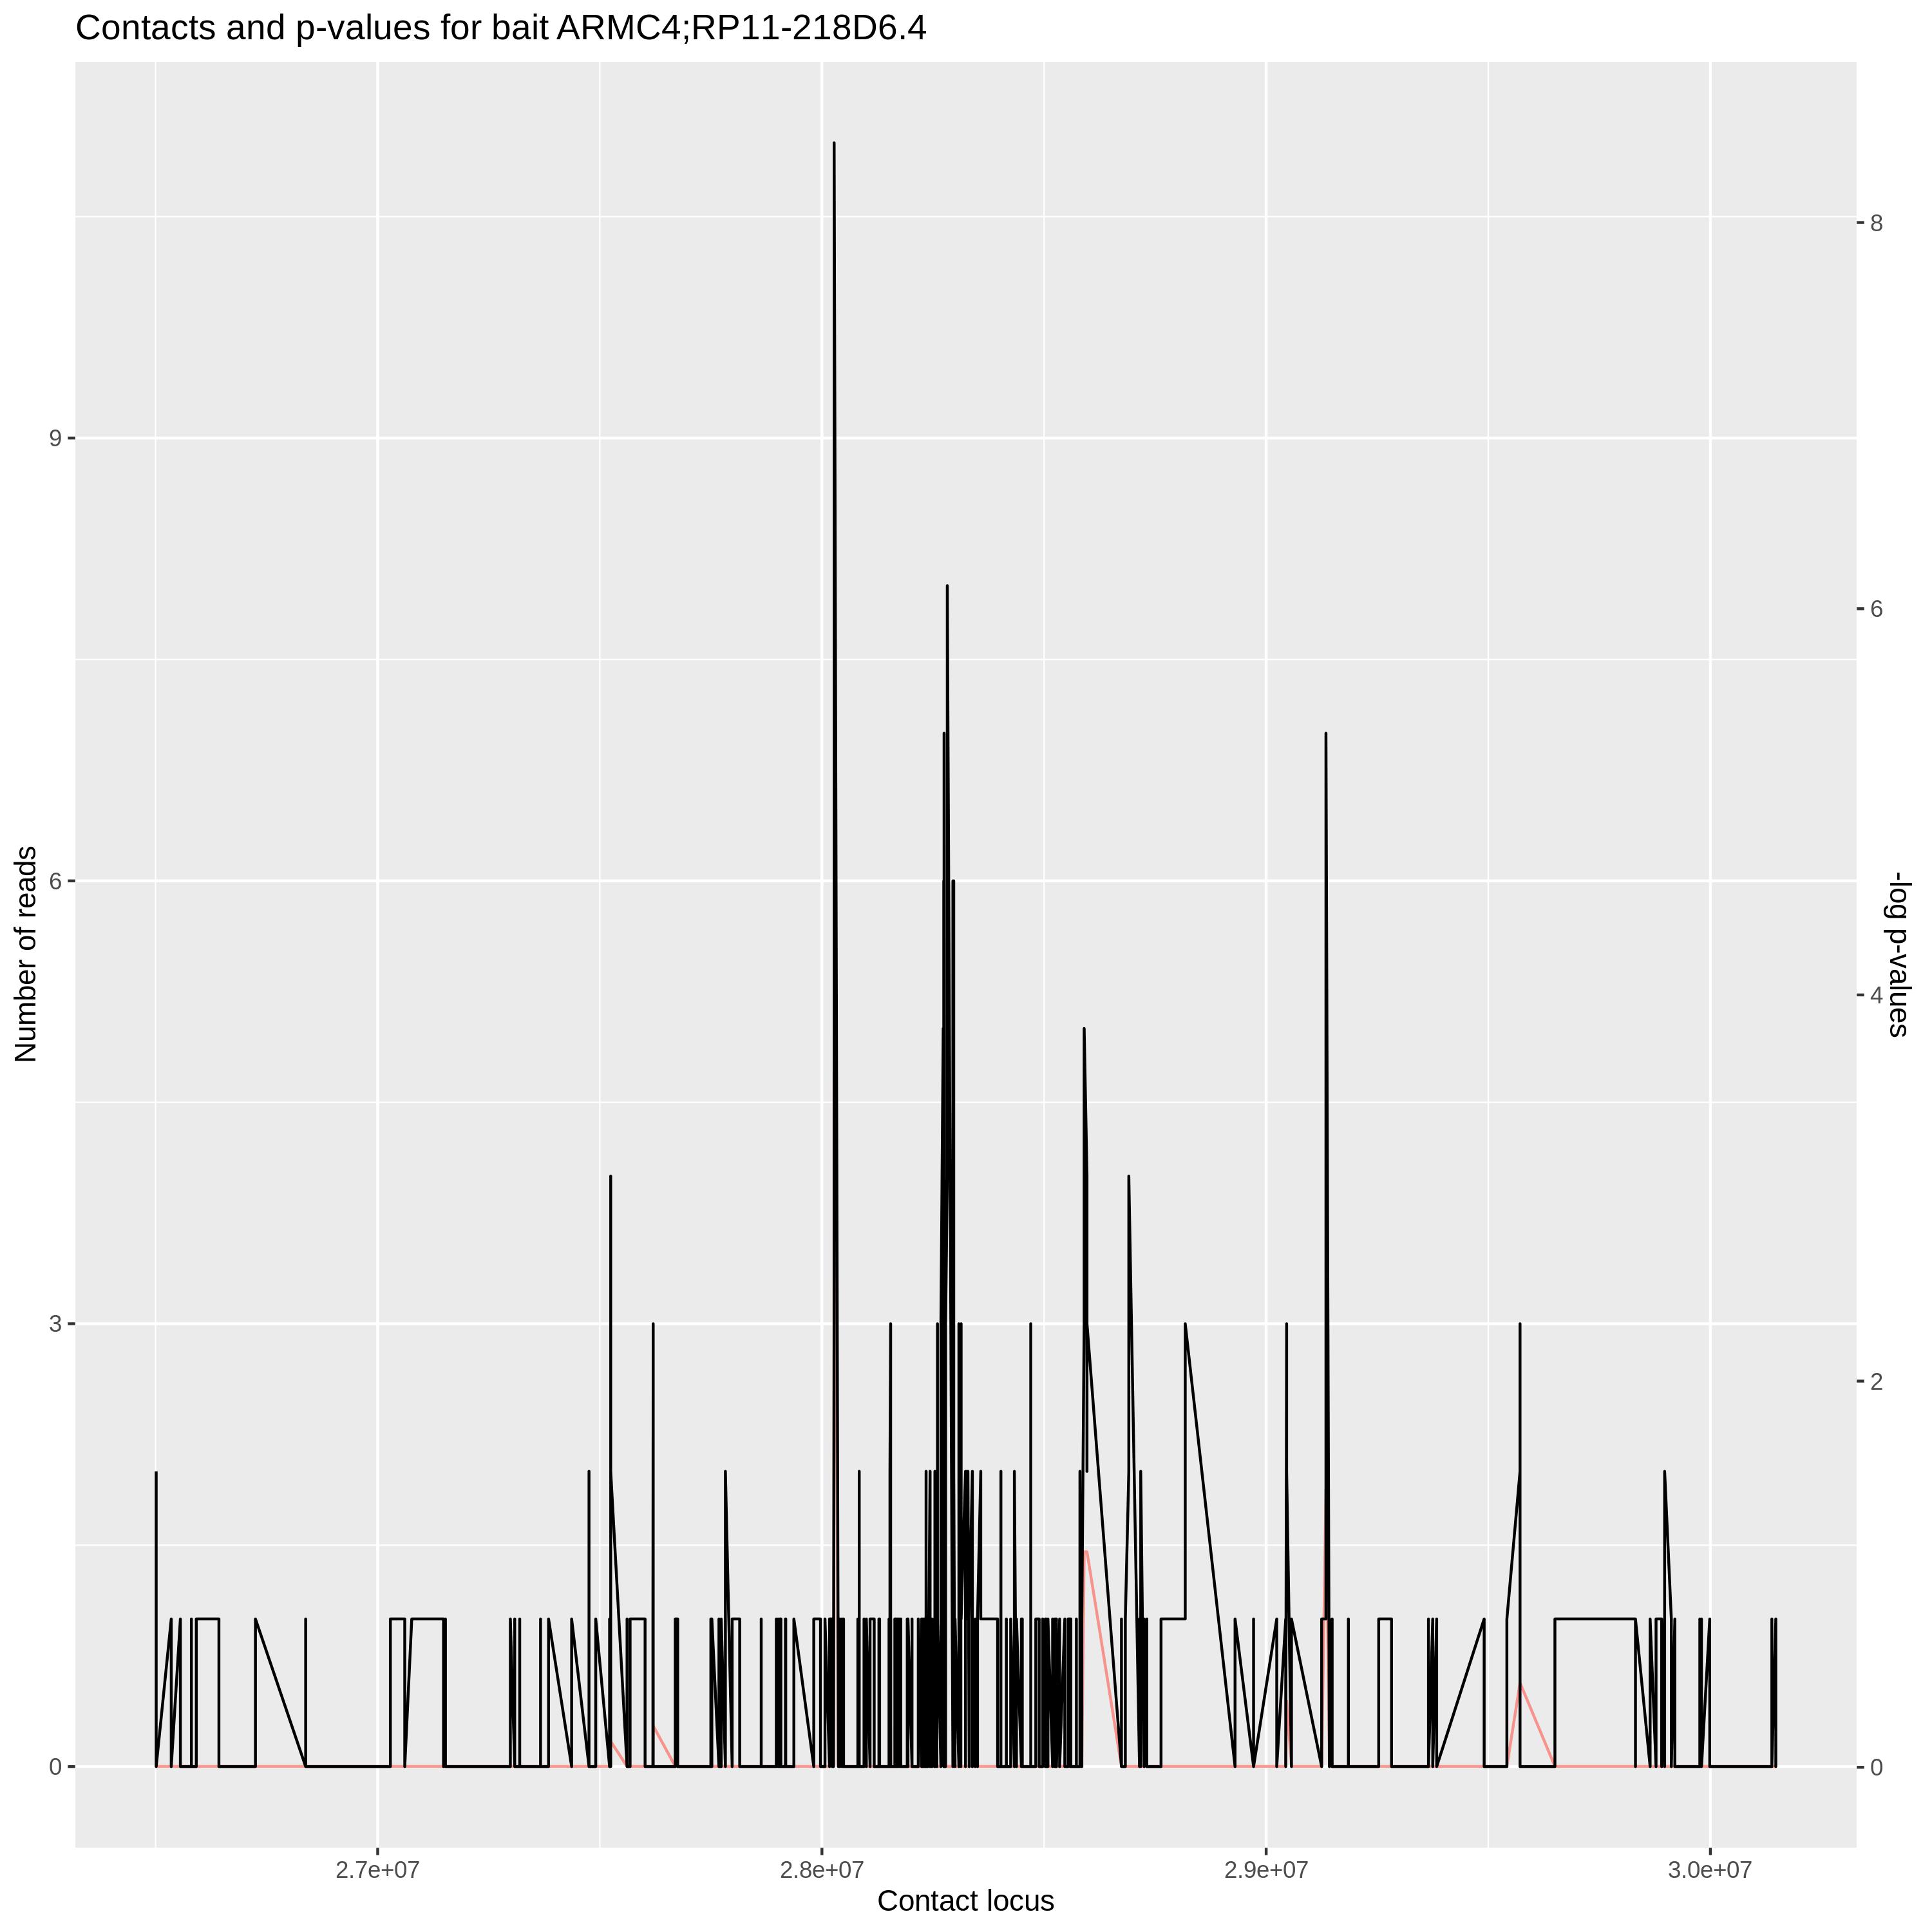 Contacts and p-values for bait ARMC4;RP11-218D6.4
Number of reads
9
6
3
0
8
6
4
2
0
-log p-values
2.7e+07
2.8e+07
2.9e+07
3.0e+07
Contact locus